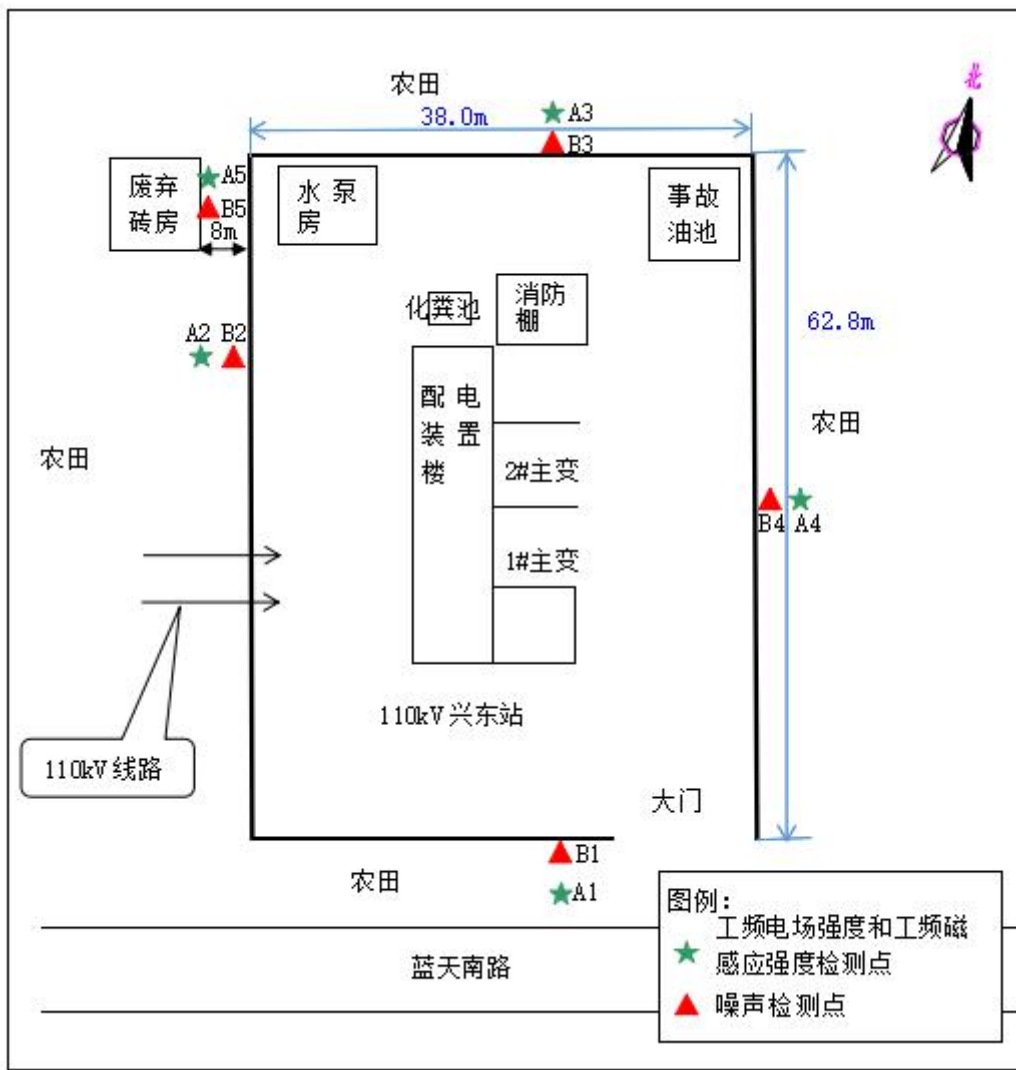 北
农田
38.0m
A3
B3
废弃
砖房
A5
B5
8m
水泵
房
事故
油池
化粪池
消防
棚
62.8m
A2 B2
配电
装置
楼
农田
农田
2#主变
B4 A4
1#主变
110kV兴东站
110kV线路
大门
B1
农田
A1
图例:
工频电场强度和工频磁
感应强度检测点
噪声检测点
蓝天南路